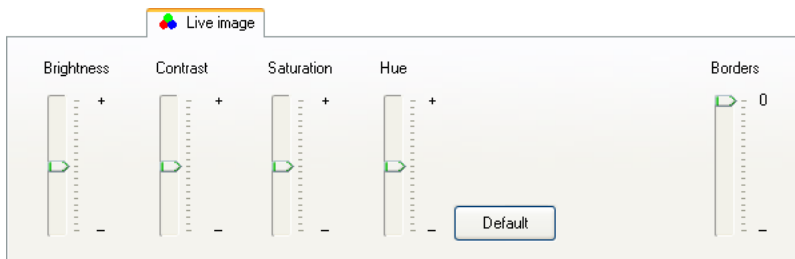 Live image
Brightness Contrast Saturation Hue Borders
+ + + + 0
Default
– – – – –